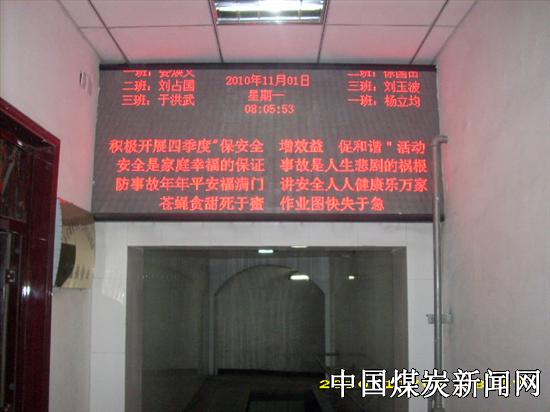 2010年11月01日
二班：刘占国 星期一 二班：刘玉波
三班：于洪武 08:05:53 一班：杨立均
积极开展四季度"保安全 增效益 促和谐"活动
安全是家庭幸福的保证 事故是人生悲剧的祸根
防事故年年平安福满门 讲安全人人健康乐万家
苍蝇贪甜死于蜜 作业图快失于急
中国煤炭新闻网